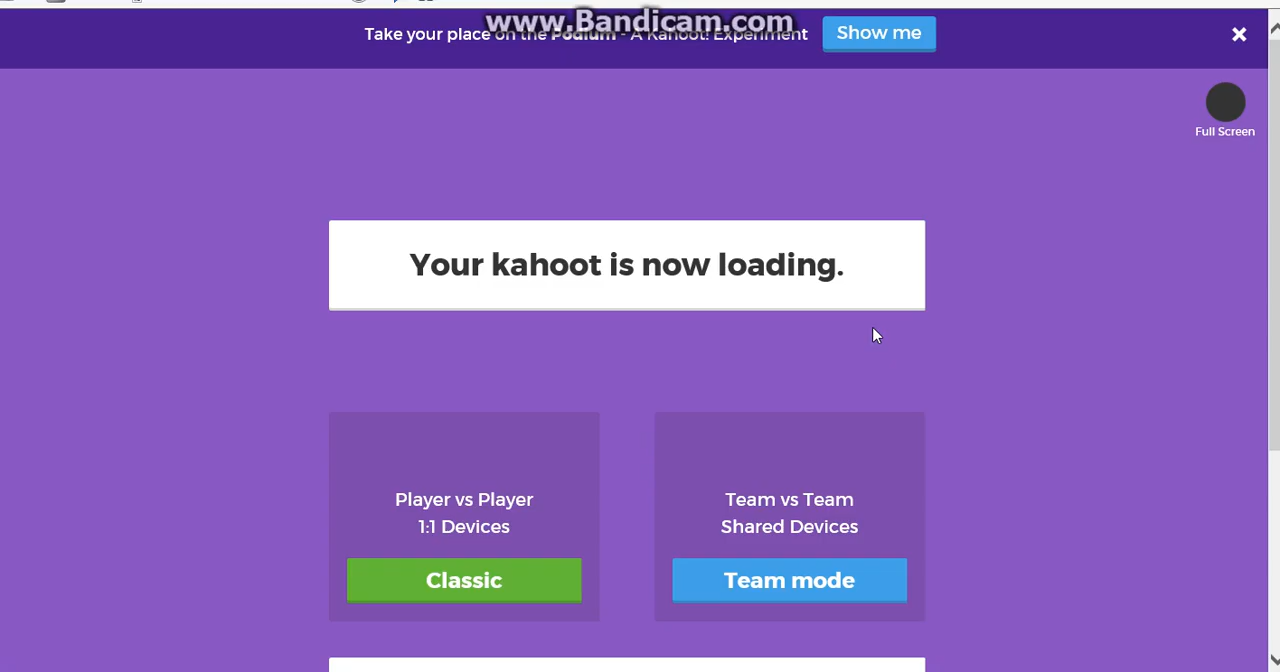 www.Bandicam.com
Take your place on the Podium - A Kahoot! Experiment
Show me
Full Screen
Your kahoot is now loading.
Player vs Player
1:1 Devices
Classic
Team vs Team
Shared Devices
Team mode